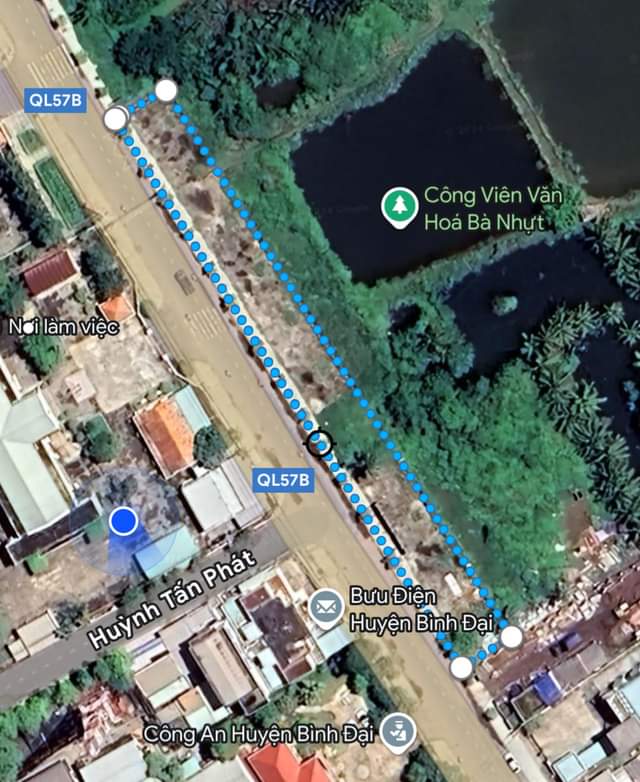 QL57B
Công Viên Văn
Hoá Bà Nhựt
Nơi làm việc
QL57B
Huỳnh Tấn Phát
Bưu Điện
Huyện Bình Đại
Công An Huyện Bình Đại